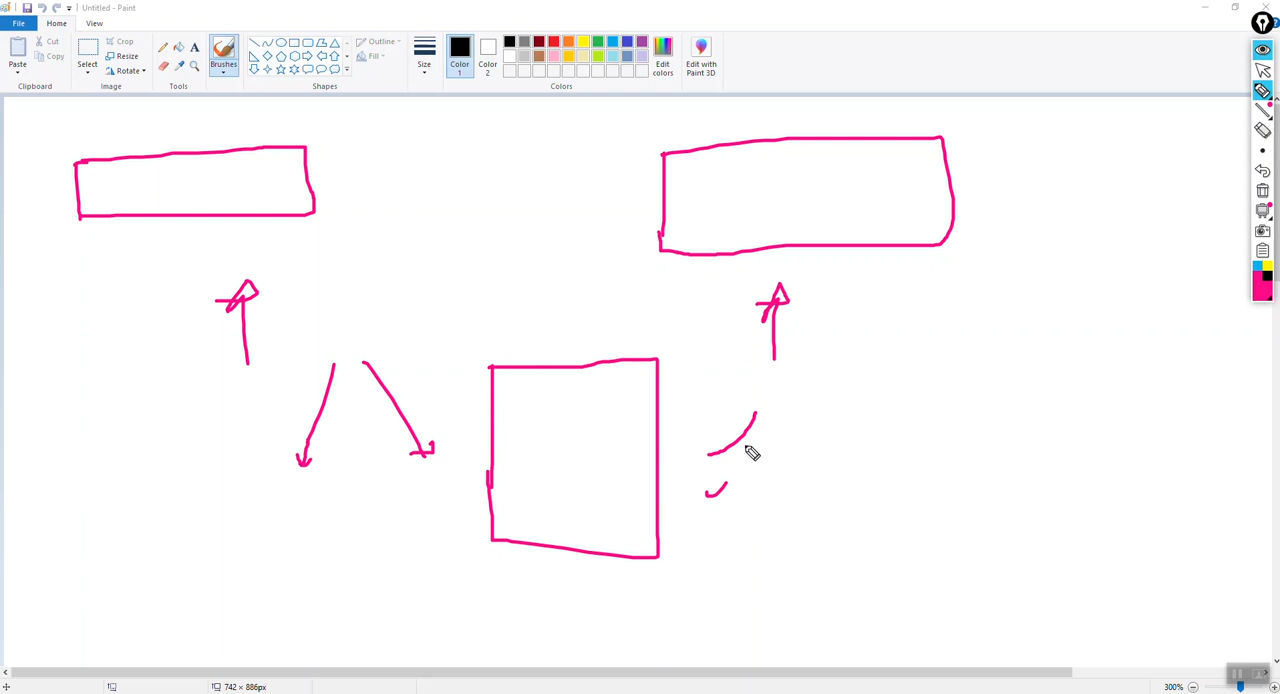 Untitled - Paint
File Home View
Paste Cut Copy Clipboard
Select Crop Resize Rotate Image
Tools
Brushes
Outline Fill Shapes
Size
Color 1
Color 2
Edit colors
Colors
Edit with Paint 3D
742 × 886px
300%